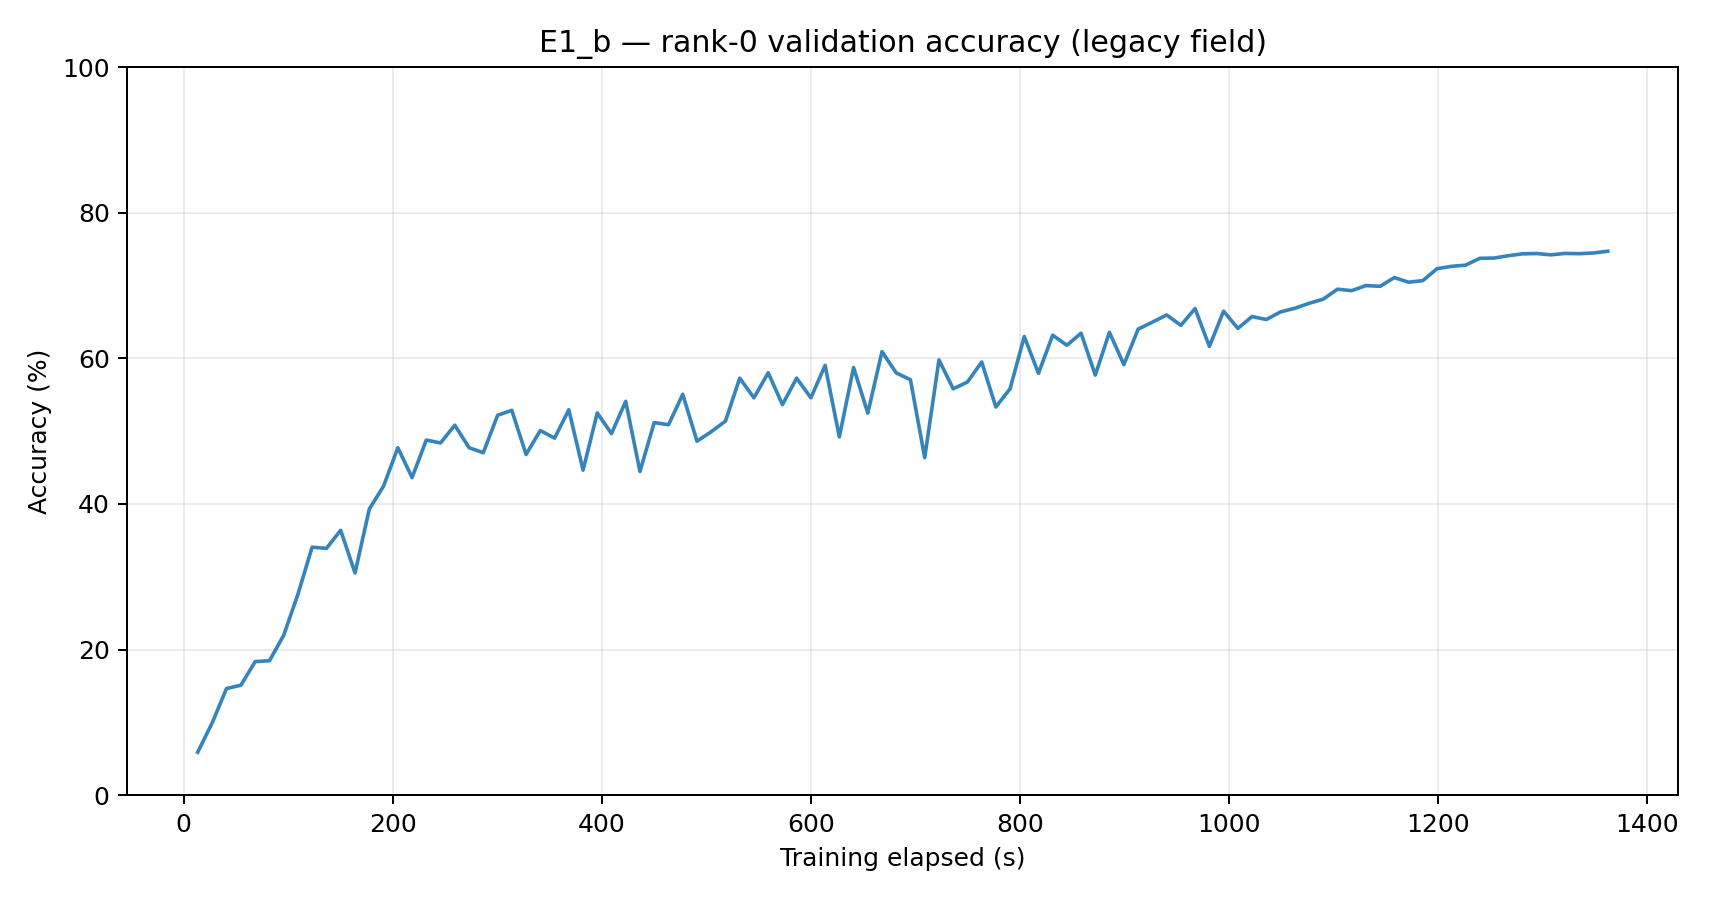 E1_b — rank-0 validation accuracy (legacy field)
100
80
60
40
20
0
Accuracy (%)
0 200 400 600 800 1000 1200 1400
Training elapsed (s)